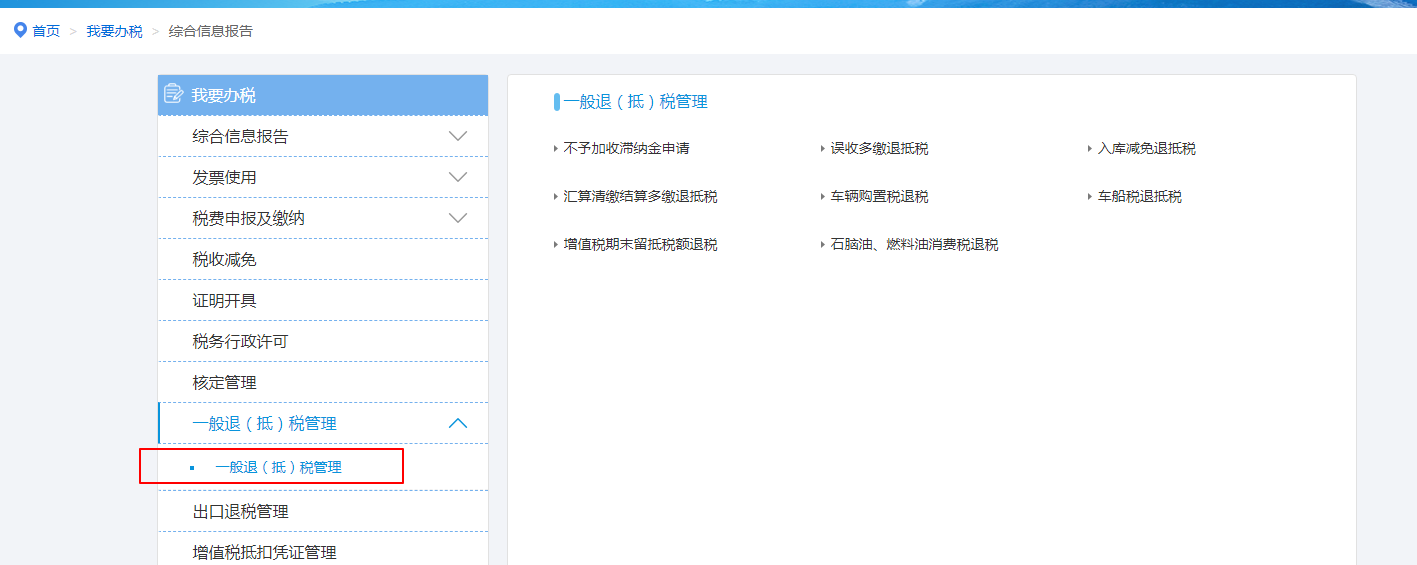 首页 > 我要办税 > 综合信息报告
我要办税
综合信息报告
发票使用
税费申报及缴纳
税收减免
证明开具
税务行政许可
核定管理
一般退（抵）税管理
一般退（抵）税管理
出口退税管理
增值税抵扣凭证管理
一般退（抵）税管理
不予加收滞纳金申请
误收多缴退抵税
入库减免退抵税
汇算清缴结算多缴退抵税
车辆购置税退税
车船税退抵税
增值税期末留抵税额退税
石脑油、燃料油消费税退税